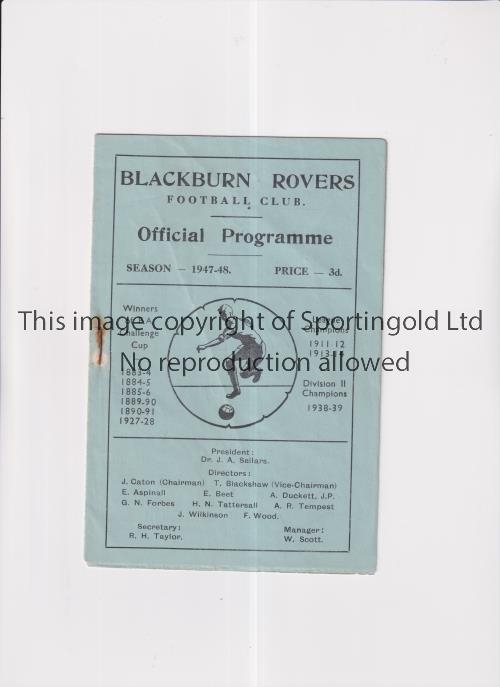 BLACKBURN ROVERS
FOOTBALL CLUB.
Official Programme
SEASON — 1947-48. PRICE — 3d.
Winners
Challenge
Cup
1883-4
1884-5
1885-6
1889-90
1890-91
1927-28
Champions
1911-12
Division II
Champions
1938-39
This image copyright of Sportingold Ltd
No reproduction allowed
President:
Dr. J. A. Sellars.
Directors:
J. Caton (Chairman) T. Blackshaw (Vice-Chairman)
E. Aspinall E. Beet A. Duckett, J.P.
G. N. Forbes H. N. Tattersall A. R. Tempest
J. Wilkinson F. Wood.
Secretary: Manager:
R. H. Taylor. W. Scott.